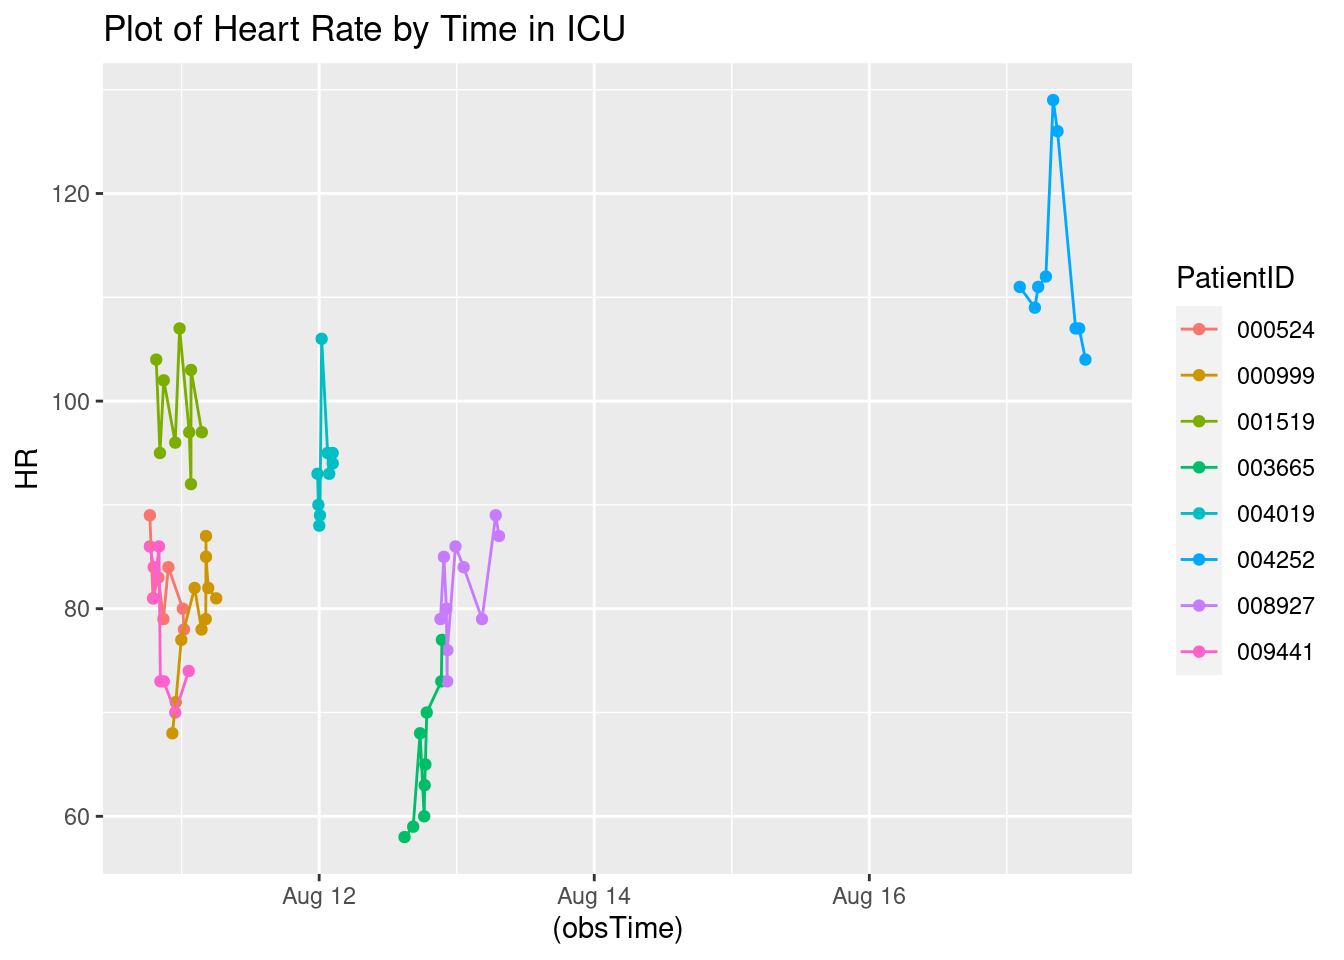 Plot of Heart Rate by Time in ICU
120
100
80
60
HR
Aug 12
Aug 14
Aug 16
(obsTime)
PatientID
000524
000999
001519
003665
004019
004252
008927
009441